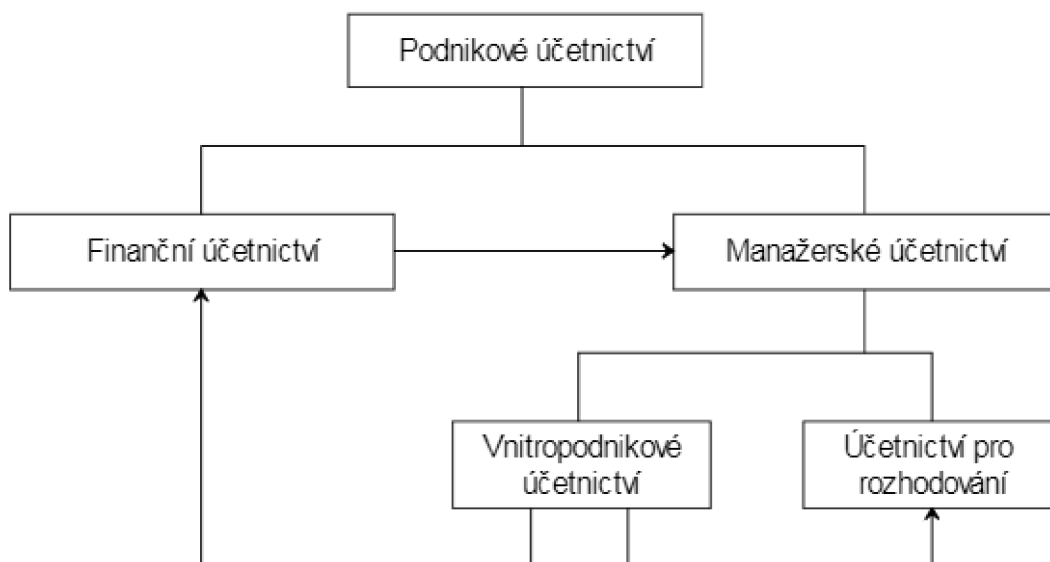 Podnikové účetnictví
Finanční účetnictví
Manažerské účetnictví
Vnitropodnikové
účetnictví
Účetnictví pro
rozhodování